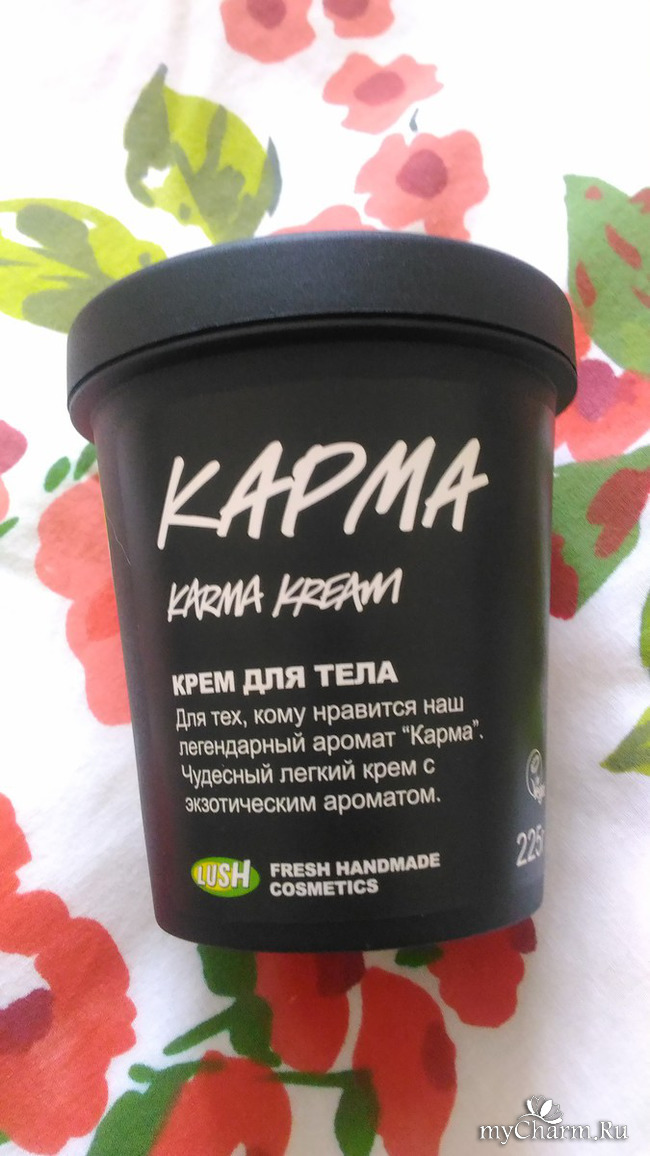 КАРМА
KARMA KREAM
КРЕМ ДЛЯ ТЕЛА
Для тех, кому нравится наш
легендарный аромат "Карма".
Чудесный легкий крем с
экзотическим ароматом.
225г
LUSH
FRESH HANDMADE
COSMETICS
myCharm.Ru